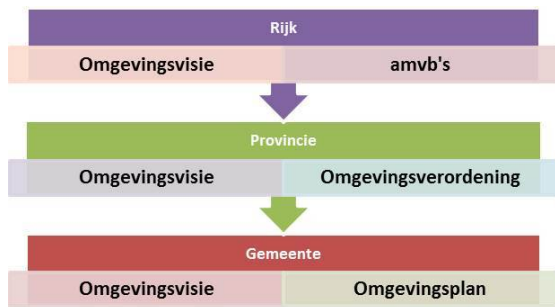 Rijk
Omgevingsvisie amvb's
Provincie
Omgevingsvisie Omgevingsverordening
Gemeente
Omgevingsvisie Omgevingsplan